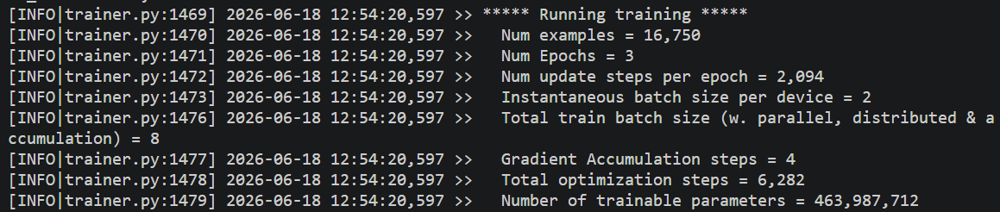 [INFO|trainer.py:1469] 2026-06-18 12:54:20,597 >> ***** Running training *****
[INFO|trainer.py:1470] 2026-06-18 12:54:20,597 >>   Num examples = 16,750
[INFO|trainer.py:1471] 2026-06-18 12:54:20,597 >>   Num Epochs = 3
[INFO|trainer.py:1472] 2026-06-18 12:54:20,597 >>   Num update steps per epoch = 2,094
[INFO|trainer.py:1473] 2026-06-18 12:54:20,597 >>   Instantaneous batch size per device = 2
[INFO|trainer.py:1476] 2026-06-18 12:54:20,597 >>   Total train batch size (w. parallel, distributed & a
ccumulation) = 8
[INFO|trainer.py:1477] 2026-06-18 12:54:20,597 >>   Gradient Accumulation steps = 4
[INFO|trainer.py:1478] 2026-06-18 12:54:20,597 >>   Total optimization steps = 6,282
[INFO|trainer.py:1479] 2026-06-18 12:54:20,597 >>   Number of trainable parameters = 463,987,712